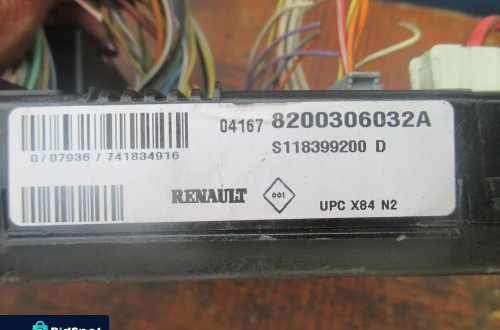 04167 8200306032A
S118399200 D
0/07936/741834916
RENAULT
001
UPC X84 N2